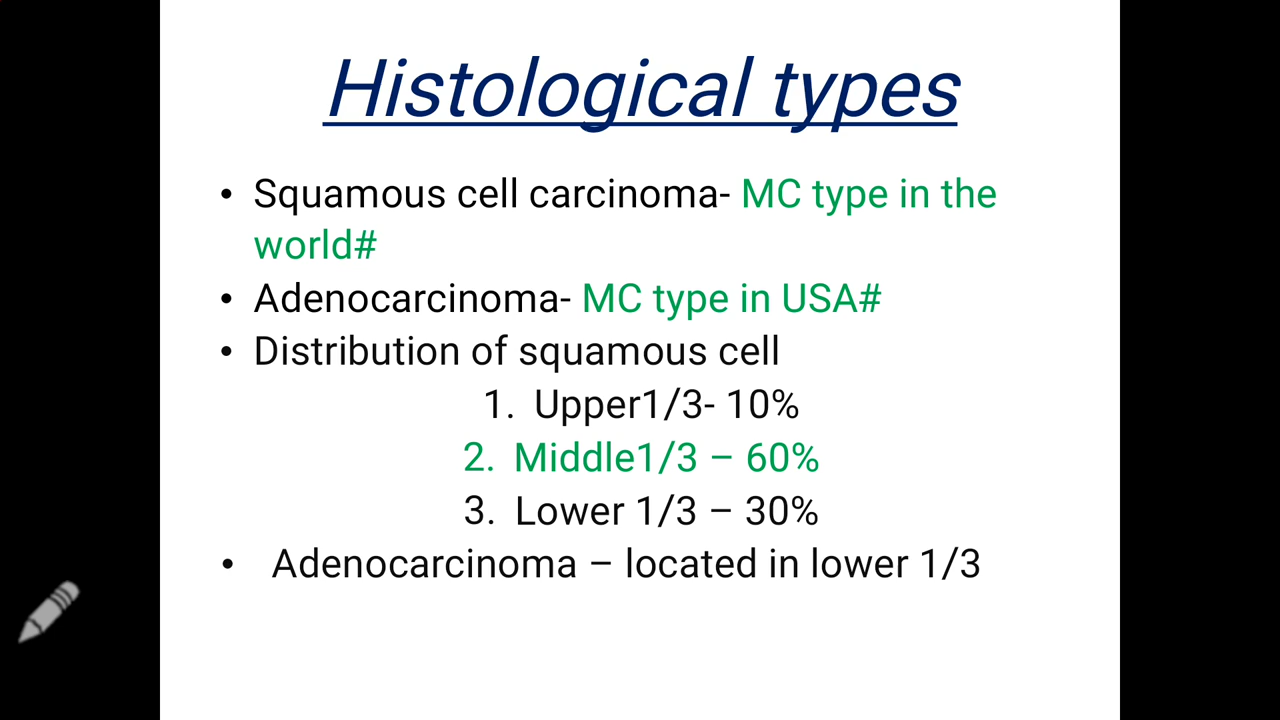 Histological types
• Squamous cell carcinoma- MC type in the
world#
• Adenocarcinoma- MC type in USA#
• Distribution of squamous cell
1. Upper1/3- 10%
2. Middle1/3 – 60%
3. Lower 1/3 – 30%
• Adenocarcinoma – located in lower 1/3